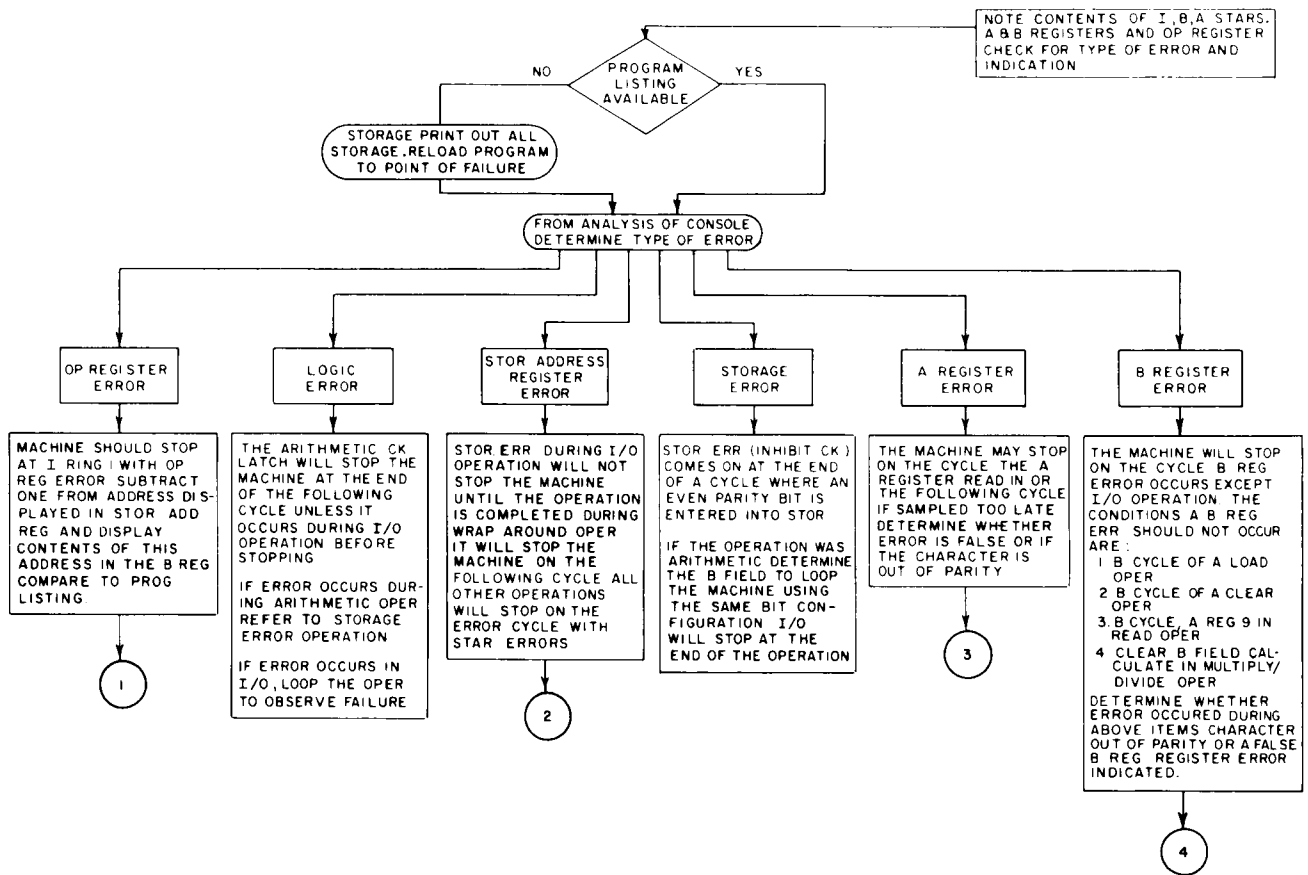 NOTE CONTENTS OF I,B,A STARS.
A & B REGISTERS AND OP REGISTER
CHECK FOR TYPE OF ERROR AND
INDICATION
NO
PROGRAM
LISTING
AVAILABLE
YES
STORAGE PRINT OUT ALL
STORAGE.RELOAD PROGRAM
TO POINT OF FAILURE
FROM ANALYSIS OF CONSOLE
DETERMINE TYPE OF ERROR
OP REGISTER
ERROR
LOGIC
ERROR
STOR ADDRESS
REGISTER
ERROR
STORAGE
ERROR
A REGISTER
ERROR
B REGISTER
ERROR
MACHINE SHOULD STOP
AT I RING I WITH OP
REG ERROR SUBTRACT
ONE FROM ADDRESS DIS-
PLAYED IN STOR ADD
REG AND DISPLAY
CONTENTS OF THIS
ADDRESS IN THE B REG
COMPARE TO PROG
LISTING.
1
THE ARITHMETIC CK
LATCH WILL STOP THE
MACHINE AT THE END
OF THE FOLLOWING
CYCLE UNLESS IT
OCCURS DURING I/O
OPERATION BEFORE
STOPPING
IF ERROR OCCURS DUR-
ING ARITHMETIC OPER
REFER TO STORAGE
ERROR OPERATION
IF ERROR OCCURS IN
I/O, LOOP THE OPER
TO OBSERVE FAILURE
STOR. ERR DURING I/O
OPERATION WILL NOT
STOP THE MACHINE
UNTIL THE OPERATION
IS COMPLETED DURING
WRAP AROUND OPER
IT WILL STOP THE
MACHINE ON THE
FOLLOWING CYCLE ALL
OTHER OPERATIONS
WILL STOP ON THE
ERROR CYCLE WITH
STAR ERRORS
2
STOR ERR (INHIBIT CK)
COMES ON AT THE END
OF A CYCLE WHERE AN
EVEN PARITY BIT IS
ENTERED INTO STOR
IF THE OPERATION WAS
ARITHMETIC DETERMINE
THE B FIELD TO LOOP
THE MACHINE USING
THE SAME BIT CON-
FIGURATION I/O
WILL STOP AT THE
END OF THE OPERATION
THE MACHINE MAY STOP
ON THE CYCLE THE A
REGISTER READ IN OR
THE FOLLOWING CYCLE
IF SAMPLED TOO LATE
DETERMINE WHETHER
ERROR IS FALSE OR IF
THE CHARACTER IS
OUT OF PARITY
3
THE MACHINE WILL STOP
ON THE CYCLE B REG
ERROR OCCURS EXCEPT
I/O OPERATION. THE
CONDITIONS A B REG
ERR SHOULD NOT OCCUR
ARE :
1 B CYCLE OF A LOAD
OPER
2 B CYCLE OF A CLEAR
OPER
3. B CYCLE, A REG 9 IN
READ OPER
4 CLEAR B FIELD CAL-
CULATE IN MULTIPLY/
DIVIDE OPER
DETERMINE WHETHER
ERROR OCCURED DURING
ABOVE ITEMS CHARACTER
OUT OF PARITY OR A FALSE
B REG REGISTER ERROR
INDICATED.
4